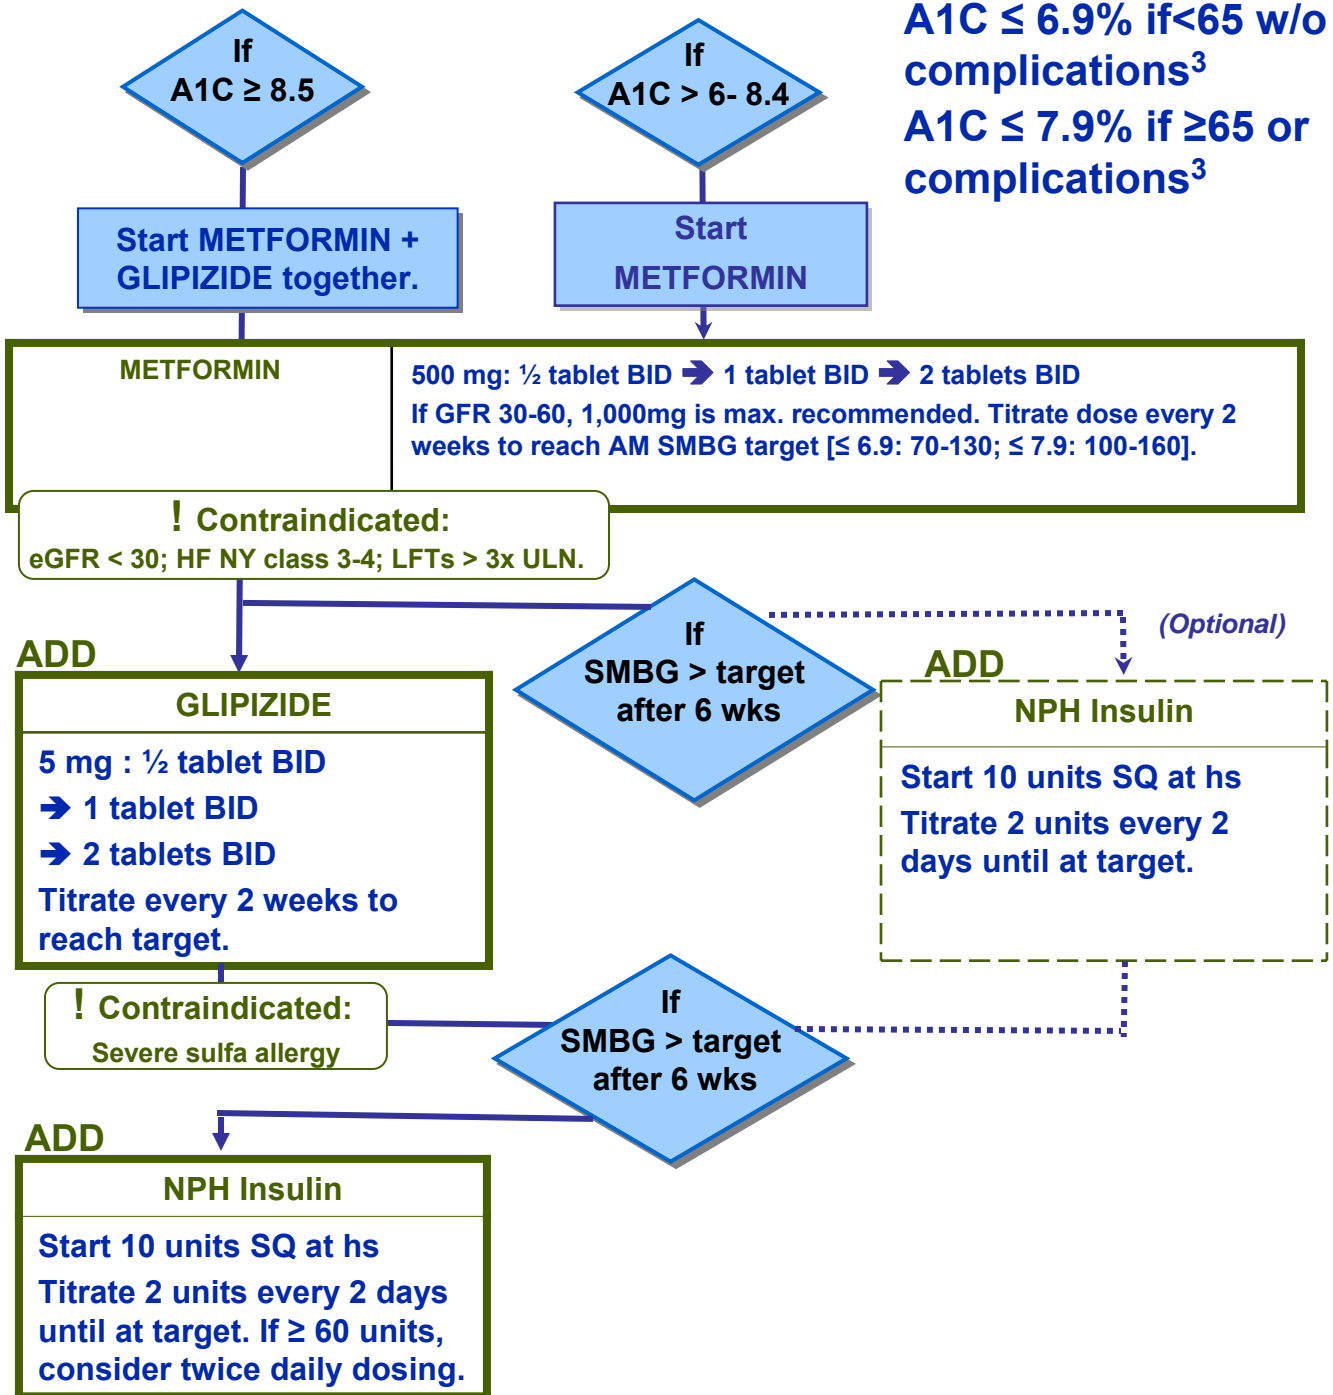 If
A1C ≥ 8.5
If
A1C > 6- 8.4
A1C ≤ 6.9% if<65 w/o
complications³
A1C ≤ 7.9% if ≥65 or
complications³
Start METFORMIN +
GLIPIZIDE together.
Start
METFORMIN
METFORMIN
500 mg: ½ tablet BID ➔ 1 tablet BID ➔ 2 tablets BID
If GFR 30-60, 1,000mg is max. recommended. Titrate dose every 2
weeks to reach AM SMBG target [≤ 6.9: 70-130; ≤ 7.9: 100-160].
! Contraindicated:
eGFR < 30; HF NY class 3-4; LFTs > 3x ULN.
If
SMBG > target
after 6 wks
(Optional)
ADD
GLIPIZIDE
5 mg : ½ tablet BID
➔ 1 tablet BID
➔ 2 tablets BID
Titrate every 2 weeks to
reach target.
ADD
NPH Insulin
Start 10 units SQ at hs
Titrate 2 units every 2
days until at target.
! Contraindicated:
Severe sulfa allergy
If
SMBG > target
after 6 wks
ADD
NPH Insulin
Start 10 units SQ at hs
Titrate 2 units every 2 days
until at target. If ≥ 60 units,
consider twice daily dosing.